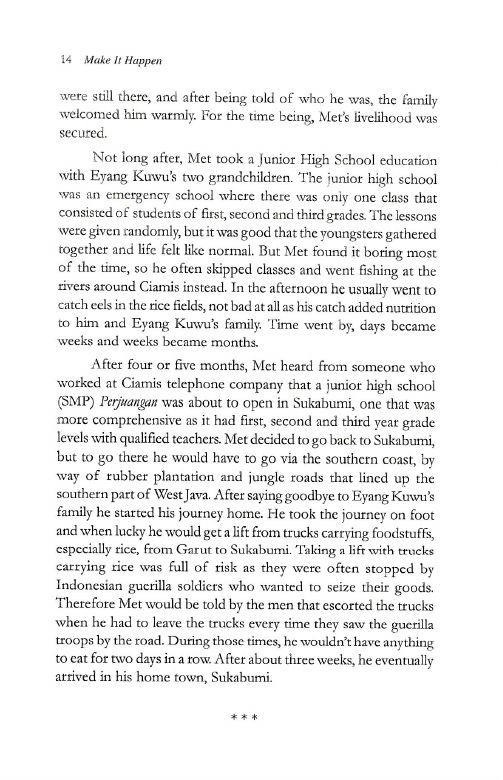 14 Make It Happen
were still there, and after being told of who he was, the family
welcomed him warmly. For the time being, Met's livelihood was
secured.
Not long after, Met took a Junior High School education
with Eyang Kuwu's two grandchildren. The junior high school
was an emergency school where there was only one class that
consisted of students of first, second and third grades. The lessons
were given randomly, but it was good that the youngsters gathered
together and life felt like normal. But Met found it boring most
of the time, so he often skipped classes and went fishing at the
rivers around Ciamis instead. In the afternoon he usually went to
catch eels in the rice fields, not bad at all as his catch added nutrition
to him and Eyang Kuwu's family. Time went by, days became
weeks and weeks became months.
After four or five months, Met heard from someone who
worked at Ciamis telephone company that a junior high school
(SMP) Perjuangan was about to open in Sukabumi, one that was
more comprehensive as it had first, second and third year grade
levels with qualified teachers. Met decided to go back to Sukabumi,
but to go there he would have to go via the southern coast, by
way of rubber plantation and jungle roads that lined up the
southern part of West Java. After saying goodbye to Eyang Kuwu's
family he started his journey home. He took the journey on foot
and when lucky he would get a lift from trucks carrying foodstuffs,
especially rice, from Garut to Sukabumi. Taking a lift with trucks
carrying rice was full of risk as they were often stopped by
Indonesian guerilla soldiers who wanted to seize their goods.
Therefore Met would be told by the men that escorted the trucks
when he had to leave the trucks every time they saw the guerilla
troops by the road. During those times, he wouldn't have anything
to eat for two days in a row. After about three weeks, he eventually
arrived in his home town, Sukabumi.
* * *